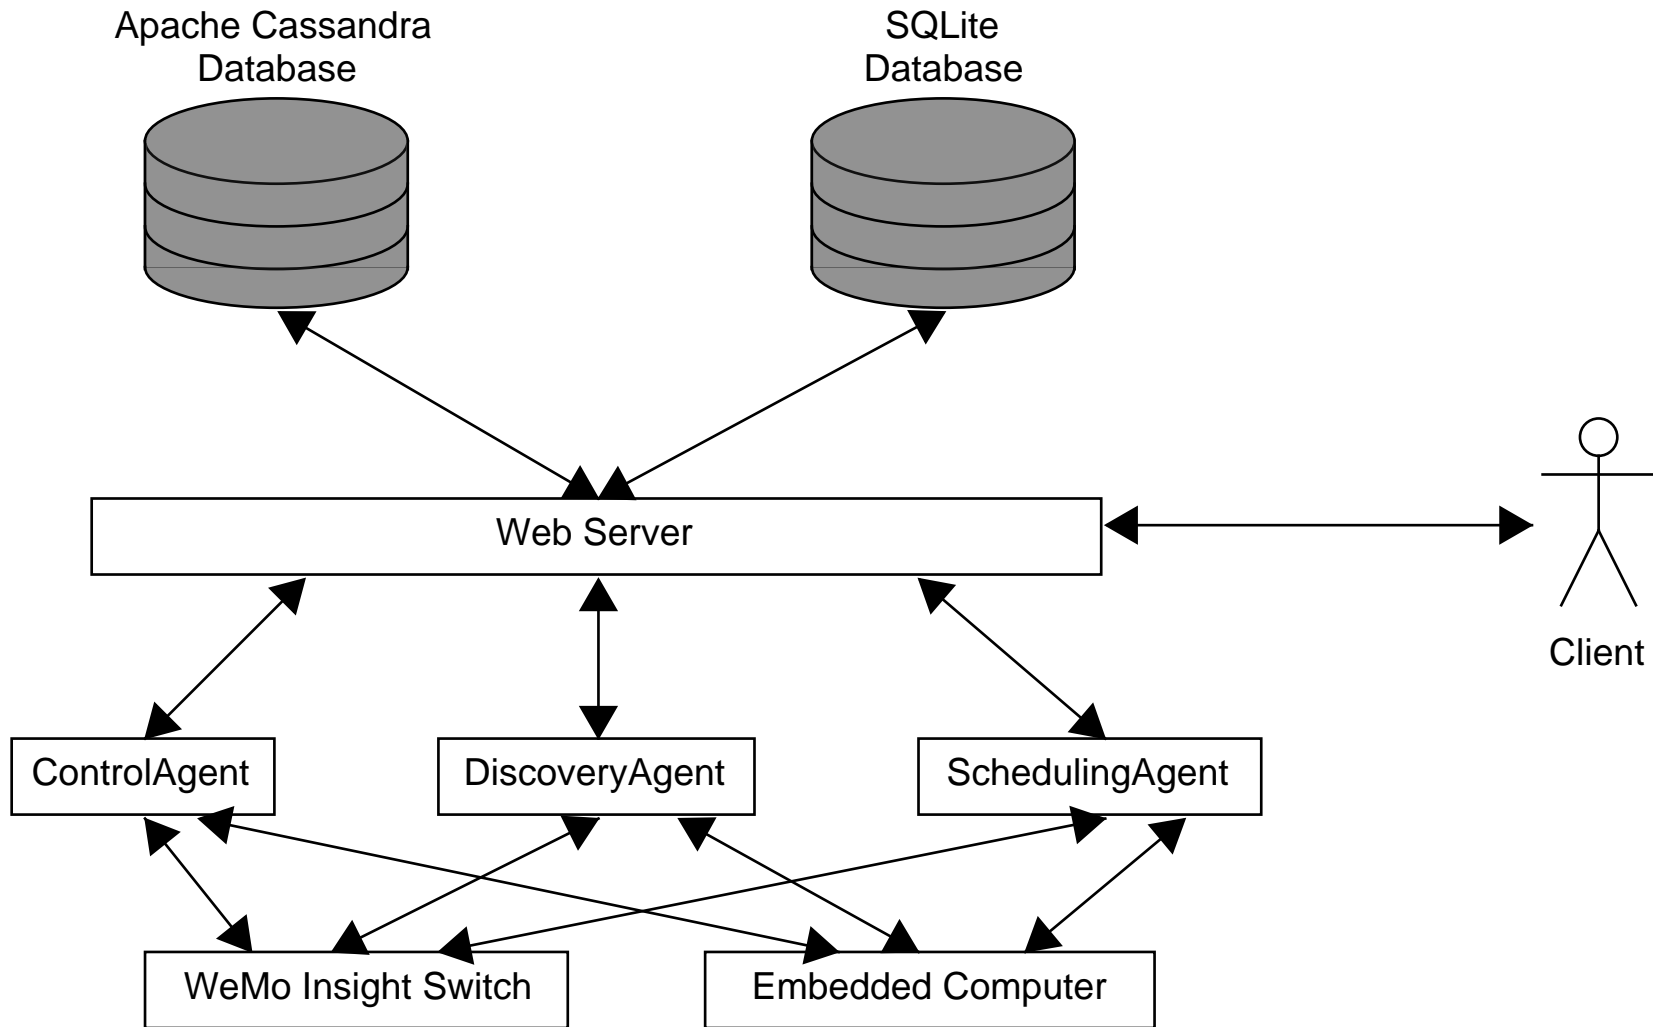 Apache Cassandra
Database
SQLite
Database
Web Server
Client
ControlAgent
DiscoveryAgent
SchedulingAgent
WeMo Insight Switch
Embedded Computer